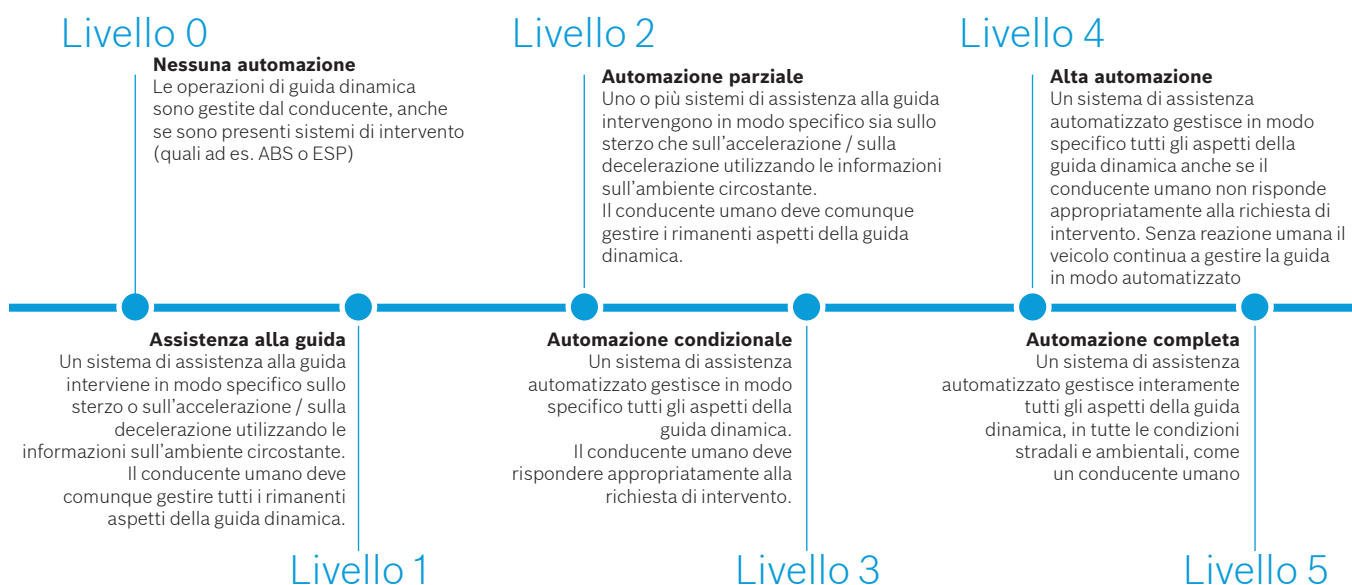 Livello 0
Nessuna automazione
Le operazioni di guida dinamica
sono gestite dal conducente, anche
se sono presenti sistemi di intervento
(quali ad es. ABS o ESP)
Livello 2
Automazione parziale
Uno o più sistemi di assistenza alla guida
intervengono in modo specifico sia sullo
sterzo che sull'accelerazione / sulla
decelerazione utilizzando le informazioni
sull'ambiente circostante.
Il conducente umano deve comunque
gestire i rimanenti aspetti della guida
dinamica.
Livello 4
Alta automazione
Un sistema di assistenza
automatizzato gestisce in modo
specifico tutti gli aspetti della
guida dinamica anche se il
conducente umano non risponde
appropriatamente alla richiesta di
intervento. Senza reazione umana il
veicolo continua a gestire la guida
in modo automatizzato
Assistenza alla guida
Un sistema di assistenza alla guida
interviene in modo specifico sullo
sterzo o sull'accelerazione / sulla
decelerazione utilizzando le
informazioni sull'ambiente circostante.
Il conducente umano deve
comunque gestire tutti i rimanenti
aspetti della guida dinamica.
Livello 1
Automazione condizionale
Un sistema di assistenza
automatizzato gestisce in modo
specifico tutti gli aspetti della
guida dinamica.
Il conducente umano deve
rispondere appropriatamente alla
richiesta di intervento.
Livello 3
Automazione completa
Un sistema di assistenza
automatizzato gestisce interamente
tutti gli aspetti della guida
dinamica, in tutte le condizioni
stradali e ambientali, come
un conducente umano
Livello 5